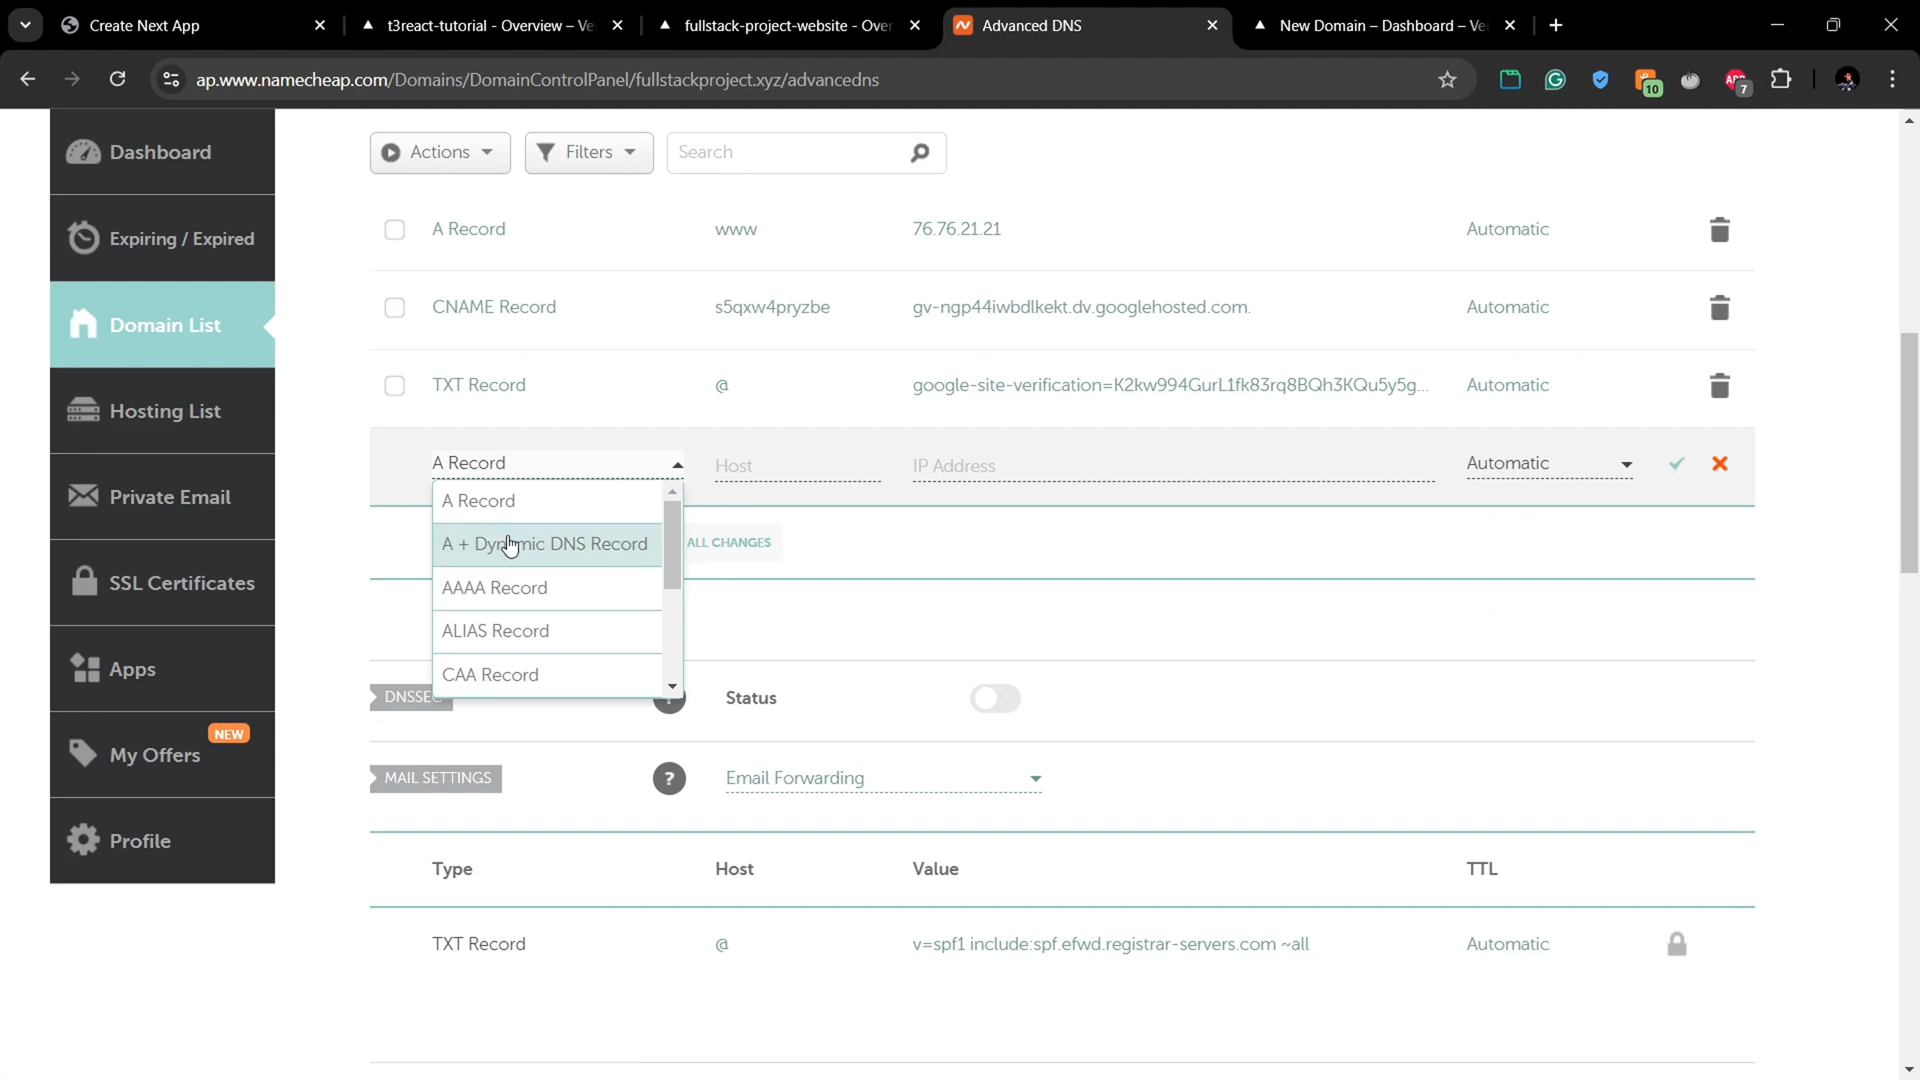 Create Next App
t3react-tutorial - Overview – Ve
fullstack-project-website - Over
Advanced DNS
New Domain – Dashboard – Ve
ap.www.namecheap.com/Domains/DomainControlPanel/fullstackproject.xyz/advancedns
10
ABP
7
Dashboard
Expiring / Expired
Domain List
Hosting List
Private Email
SSL Certificates
Apps
NEW
My Offers
Profile
Actions
Filters
Search
A Record www 76.76.21.21 Automatic
CNAME Record s5qxw4pryzbe gv-ngp44iwbdlkekt.dv.googlehosted.com. Automatic
TXT Record @ google-site-verification=K2kw994GurL1fk83rq8BQh3KQu5y5g... Automatic
A Record Host IP Address Automatic
A Record
A + Dynamic DNS Record
ALL CHANGES
AAAA Record
ALIAS Record
CAA Record
DNSSEC ? Status
MAIL SETTINGS ? Email Forwarding
Type Host Value TTL
TXT Record @ v=spf1 include:spf.efwd.registrar-servers.com ~all Automatic